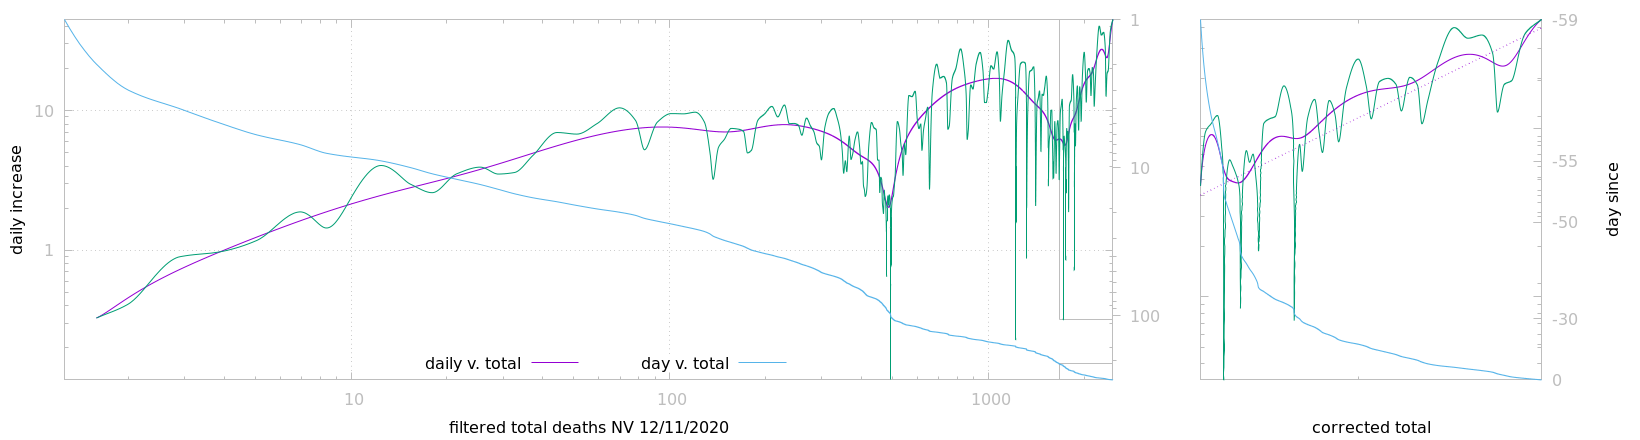 1
-59
10
10
-55
daily increase
-50
day since
1
100
-30
daily v. total
day v. total
0
10
100
1000
filtered total deaths NV 12/11/2020
corrected total